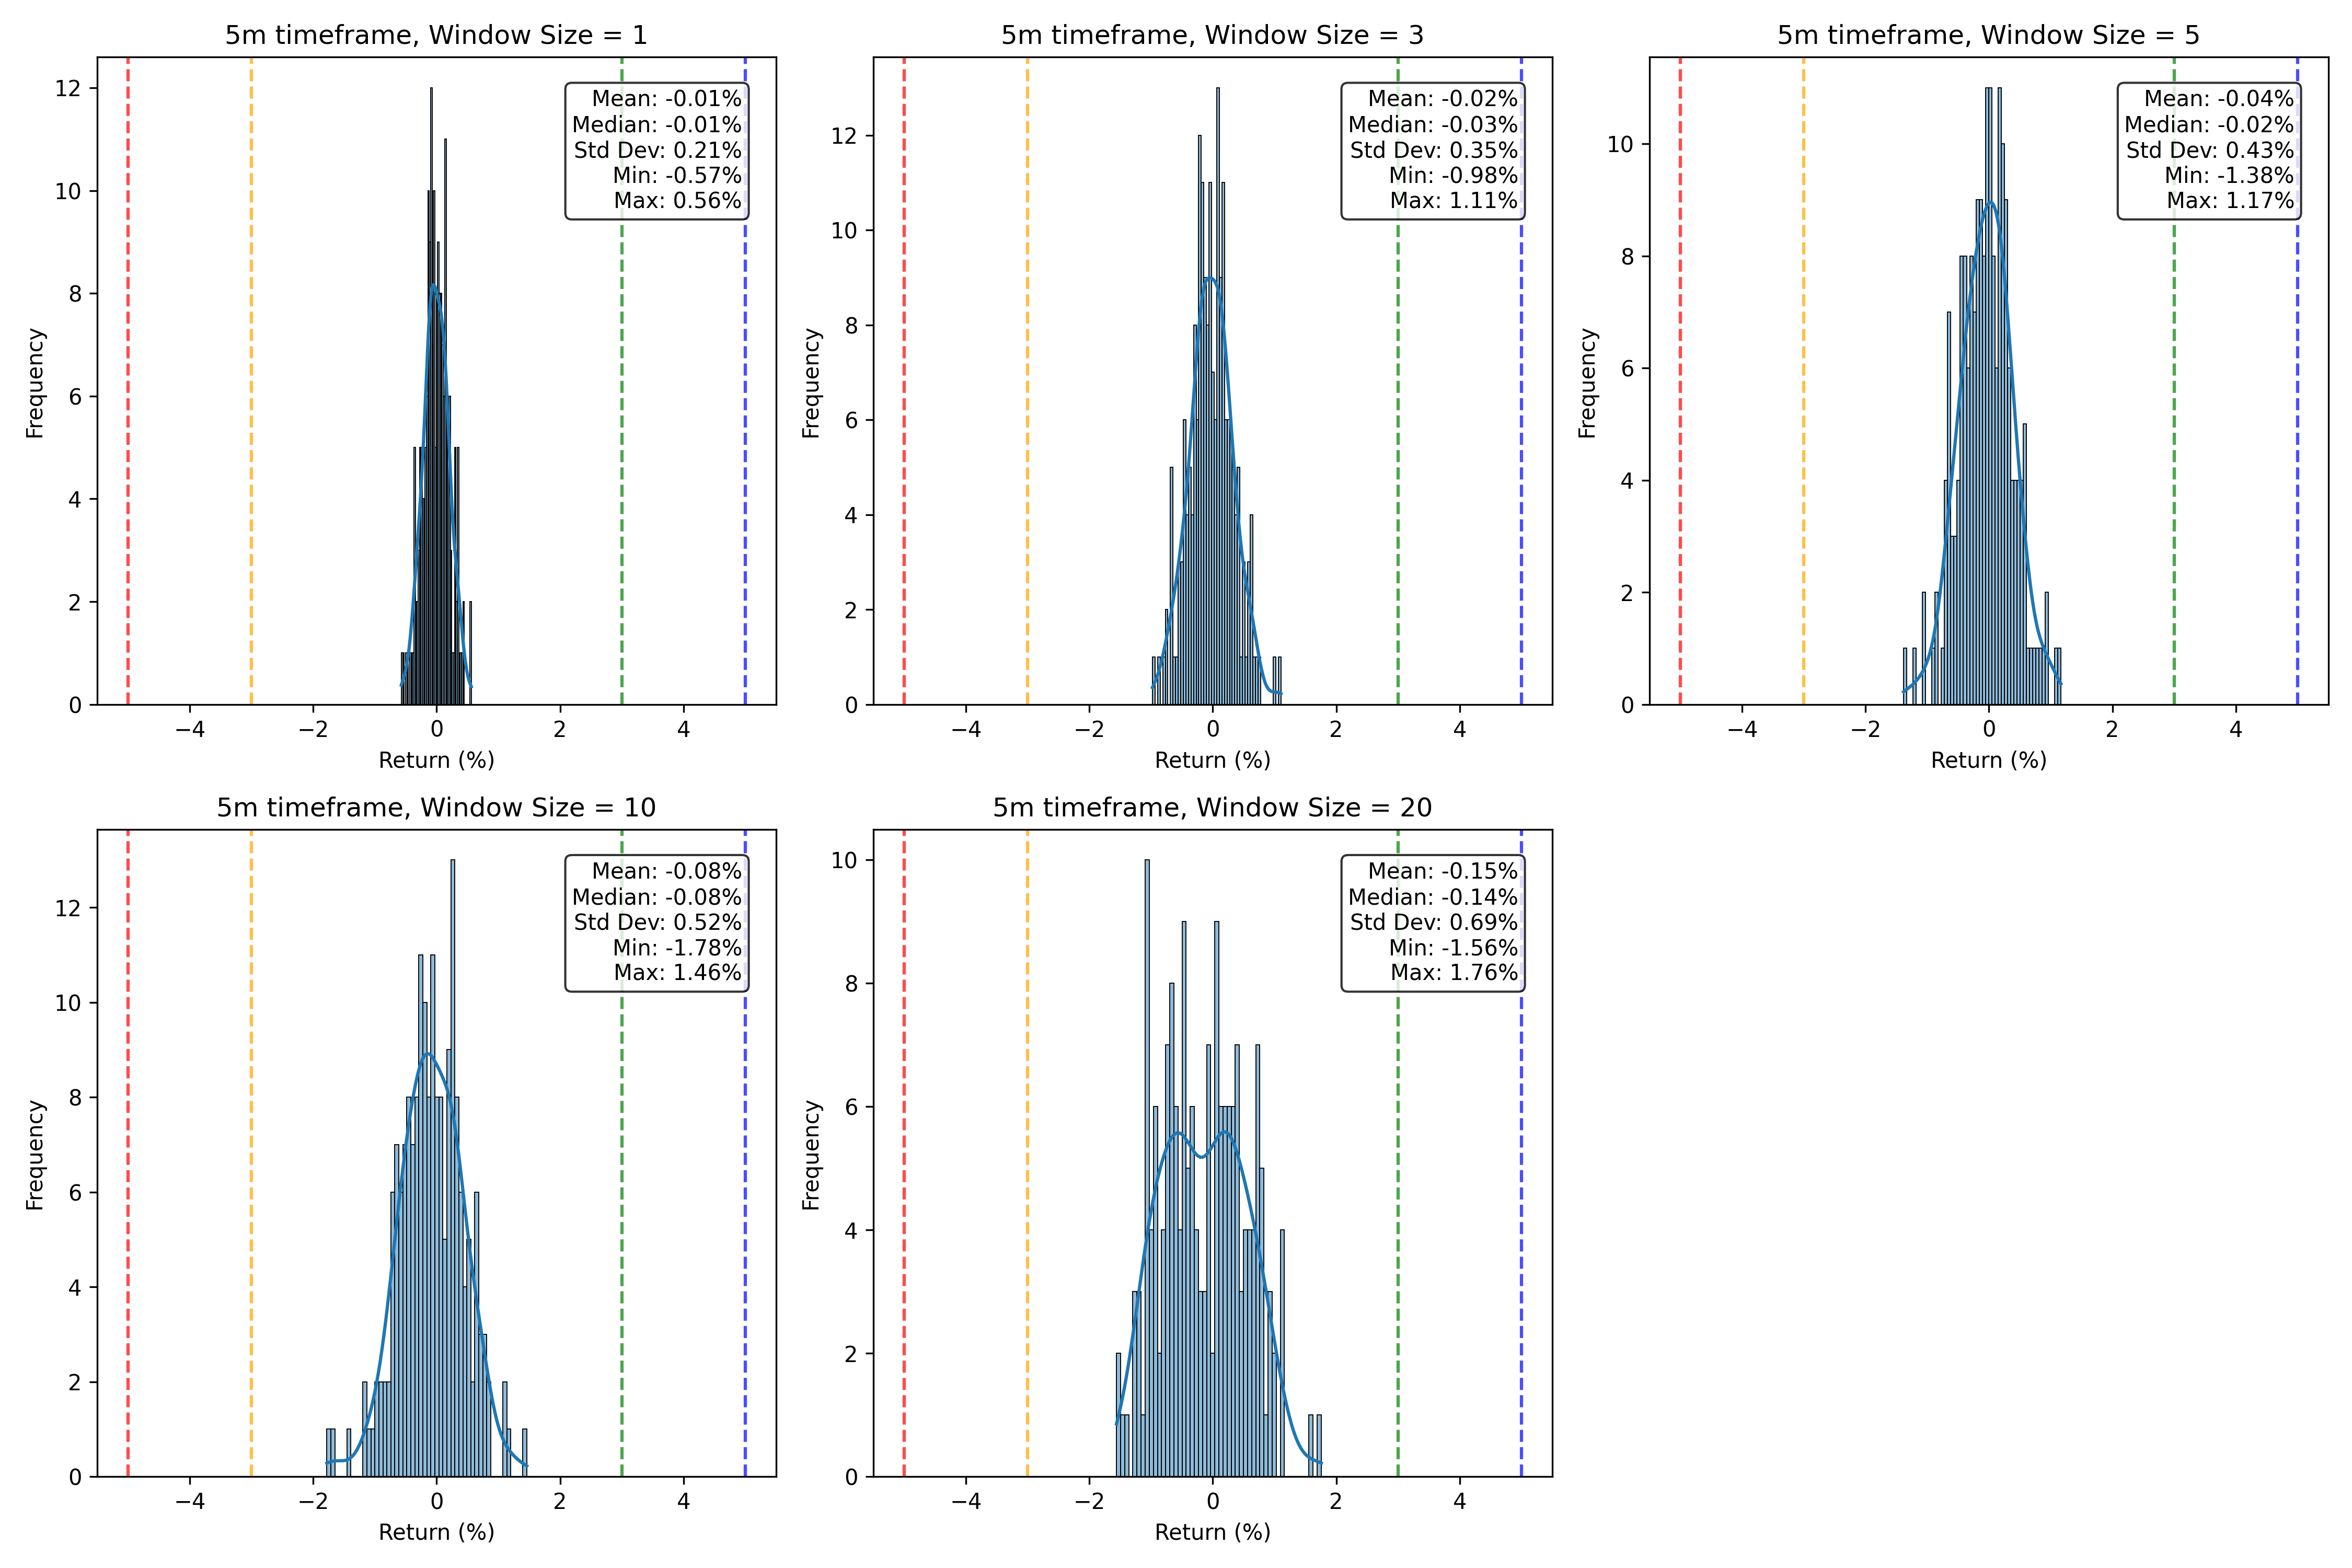 5m timeframe, Window Size = 1
Mean: -0.01%
Median: -0.01%
Std Dev: 0.21%
Min: -0.57%
Max: 0.56%
12
10
8
6
4
2
0
Frequency
−4 −2 0 2 4
Return (%)
5m timeframe, Window Size = 3
Mean: -0.02%
Median: -0.03%
Std Dev: 0.35%
Min: -0.98%
Max: 1.11%
12
10
8
6
4
2
0
Frequency
−4 −2 0 2 4
Return (%)
5m timeframe, Window Size = 5
Mean: -0.04%
Median: -0.02%
Std Dev: 0.43%
Min: -1.38%
Max: 1.17%
10
8
6
4
2
0
Frequency
−4 −2 0 2 4
Return (%)
5m timeframe, Window Size = 10
Mean: -0.08%
Median: -0.08%
Std Dev: 0.52%
Min: -1.78%
Max: 1.46%
12
10
8
6
4
2
0
Frequency
−4 −2 0 2 4
Return (%)
5m timeframe, Window Size = 20
Mean: -0.15%
Median: -0.14%
Std Dev: 0.69%
Min: -1.56%
Max: 1.76%
10
8
6
4
2
0
Frequency
−4 −2 0 2 4
Return (%)